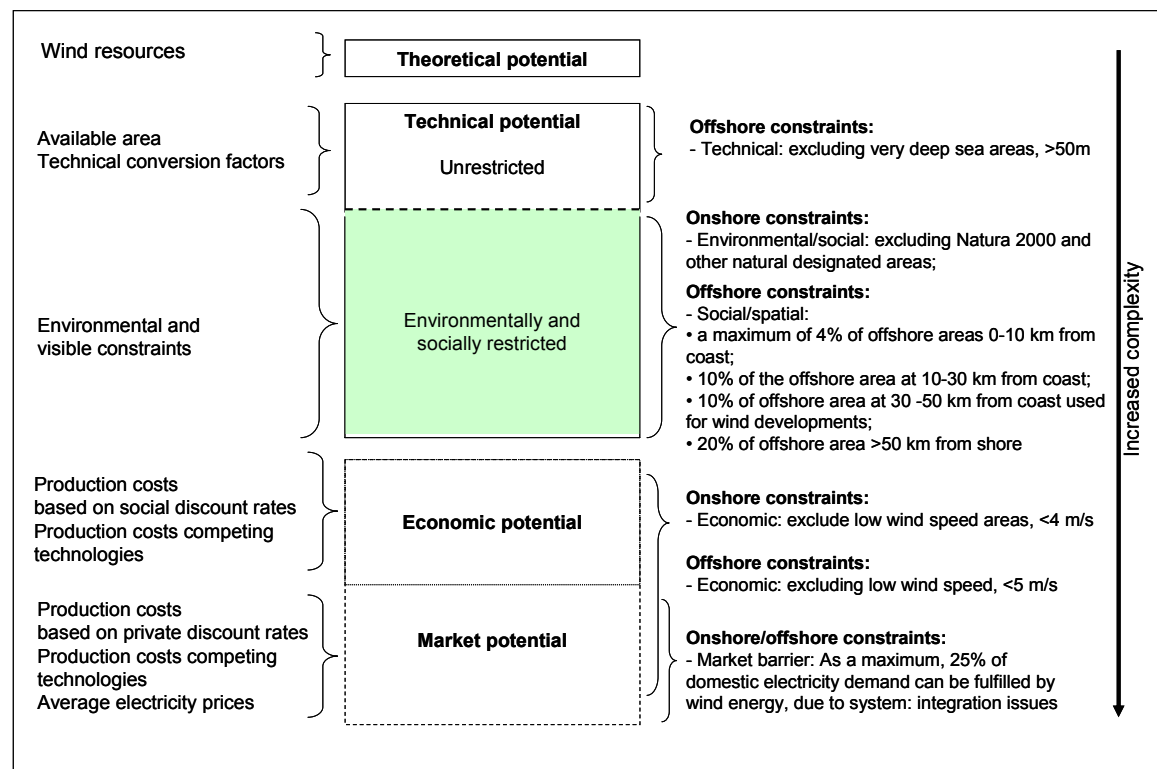 Wind resources
Theoretical potential
Available area
Technical conversion factors
Technical potential
Unrestricted
Offshore constraints:
- Technical: excluding very deep sea areas, >50m
Environmental and
visible constraints
Environmentally and
socially restricted
Onshore constraints:
- Environmental/social: excluding Natura 2000 and
other natural designated areas;
Offshore constraints:
- Social/spatial:
• a maximum of 4% of offshore areas 0-10 km from
coast;
• 10% of the offshore area at 10-30 km from coast;
• 10% of offshore area at 30 -50 km from coast used
for wind developments;
• 20% of offshore area >50 km from shore
Production costs
based on social discount rates
Production costs competing
technologies
Economic potential
Onshore constraints:
- Economic: exclude low wind speed areas, <4 m/s
Offshore constraints:
- Economic: excluding low wind speed, <5 m/s
Production costs
based on private discount rates
Production costs competing
technologies
Average electricity prices
Market potential
Onshore/offshore constraints:
- Market barrier: As a maximum, 25% of
domestic electricity demand can be fulfilled by
wind energy, due to system: integration issues
Increased complexity